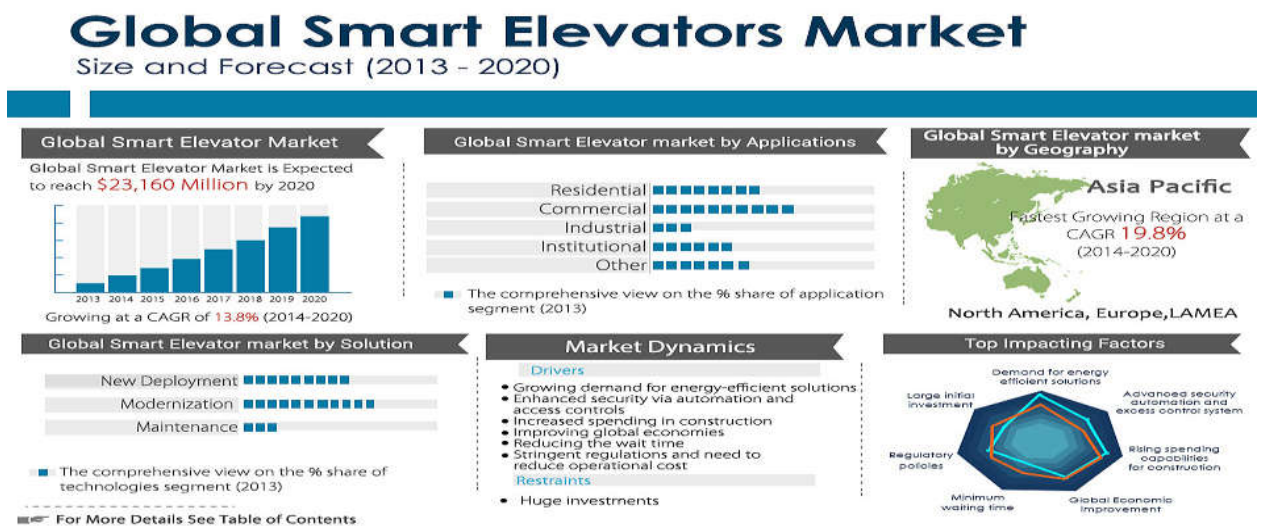 Global Smart Elevators Market
Size and Forecast (2013 - 2020)
Global Smart Elevator Market
Global Smart Elevator Market is Expected
to reach $23,160 Million by 2020
2013 2014 2015 2016 2017 2018 2019 2020
Growing at a CAGR of 13.8% (2014-2020)
Global Smart Elevator market by Applications
Residential
Commercial
Industrial
Institutional
Other
The comprehensive view on the % share of application
segment (2013)
Global Smart Elevator market
by Geography
Asia Pacific
Fastest Growing Region at a
CAGR 19.8%
(2014-2020)
North America, Europe,LAMEA
Global Smart Elevator market by Solution
New Deployment
Modernization
Maintenance
The comprehensive view on the % share of
technologies segment (2013)
For More Details See Table of Contents
Market Dynamics
Drivers
• Growing demand for energy-efficient solutions
• Enhanced security via automation and
access controls
• Increased spending in construction
• Improving global economies
• Reducing the wait time
• Stringent regulations and need to
reduce operational cost
Restraints
• Huge investments
Top Impacting Factors
Demand for energy
efficient solutions
Large initial
investment
Advanced security
automation and
excess control system
Regulatory
policies
Rising spending
capabilities
for construction
Minimum
waiting time
Global Economic
Improvement